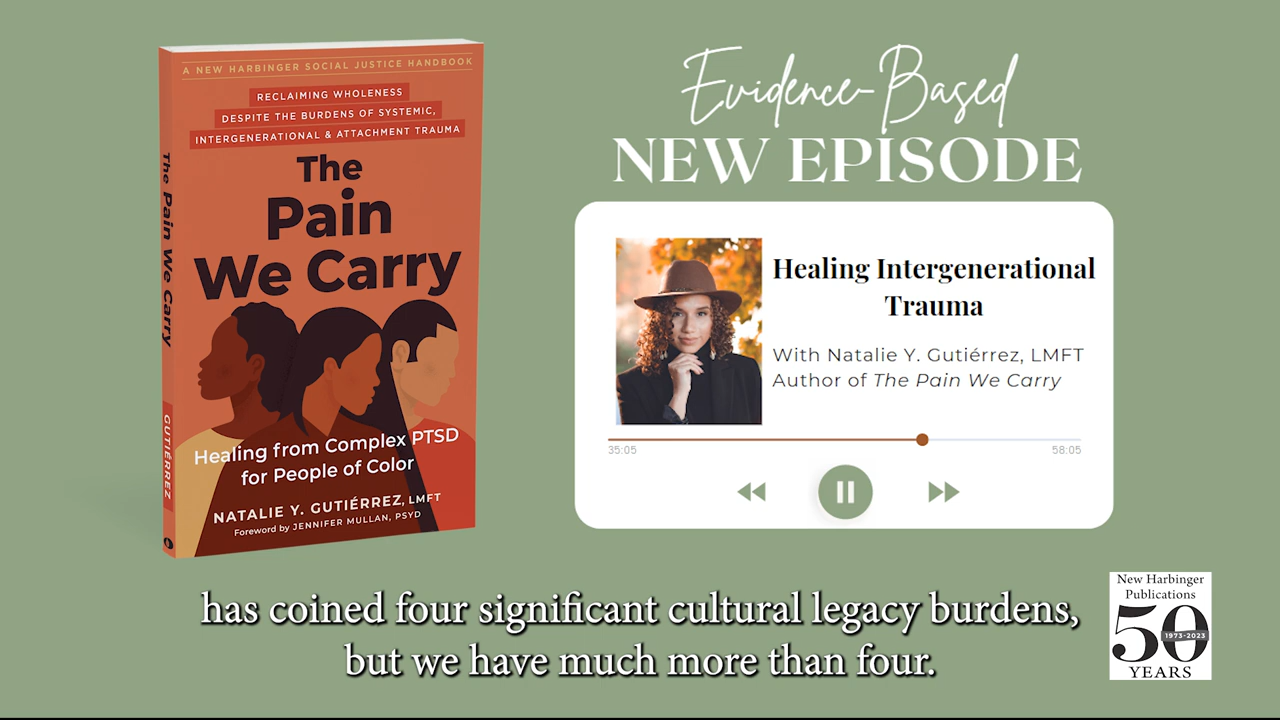 A NEW HARBINGER SOCIAL JUSTICE HANDBOOK
RECLAIMING WHOLENESS
DESPITE THE BURDENS OF SYSTEMIC,
INTERGENERATIONAL & ATTACHMENT TRAUMA
The
Pain
We Carry
Healing from Complex PTSD
for People of Color
NATALIE Y. GUTIÉRREZ, LMFT
Foreword by JENNIFER MULLAN, PSYD
The Pain We Carry
GUTIÉRREZ
Evidence-Based
NEW EPISODE
Healing Intergenerational
Trauma
With Natalie Y. Gutiérrez, LMFT
Author of The Pain We Carry
35:05
58:05
has coined four significant cultural legacy burdens,
but we have much more than four.
New Harbinger
Publications
50
1973-2023
YEARS